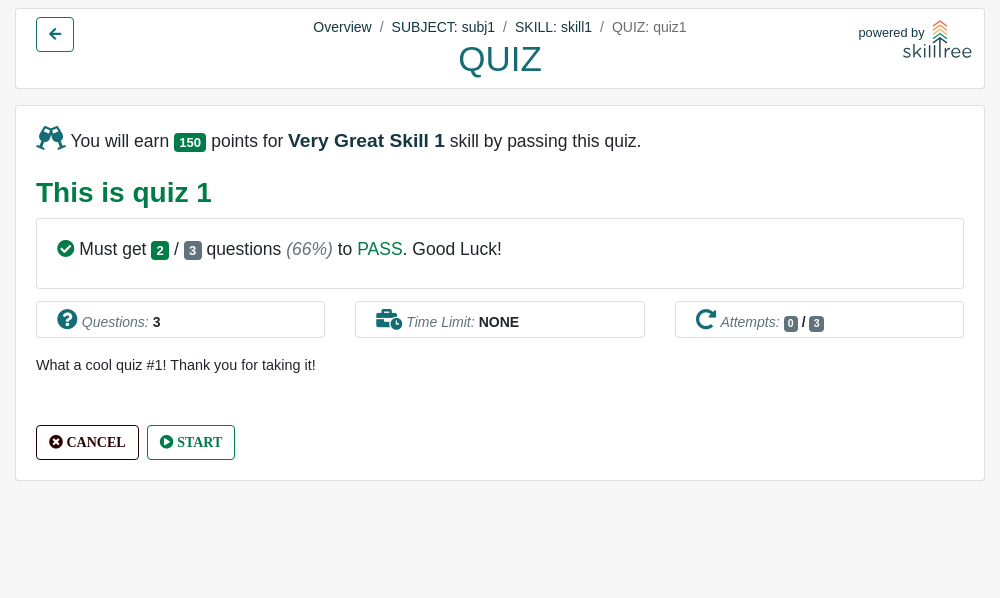 Overview / SUBJECT: subj1 / SKILL: skill1 / QUIZ: quiz1
QUIZ
powered by
skilltree
You will earn 150 points for Very Great Skill 1 skill by passing this quiz.
This is quiz 1
Must get 2 / 3 questions (66%) to PASS. Good Luck!
Questions: 3
Time Limit: NONE
Attempts: 0 / 3
What a cool quiz #1! Thank you for taking it!
CANCEL
START